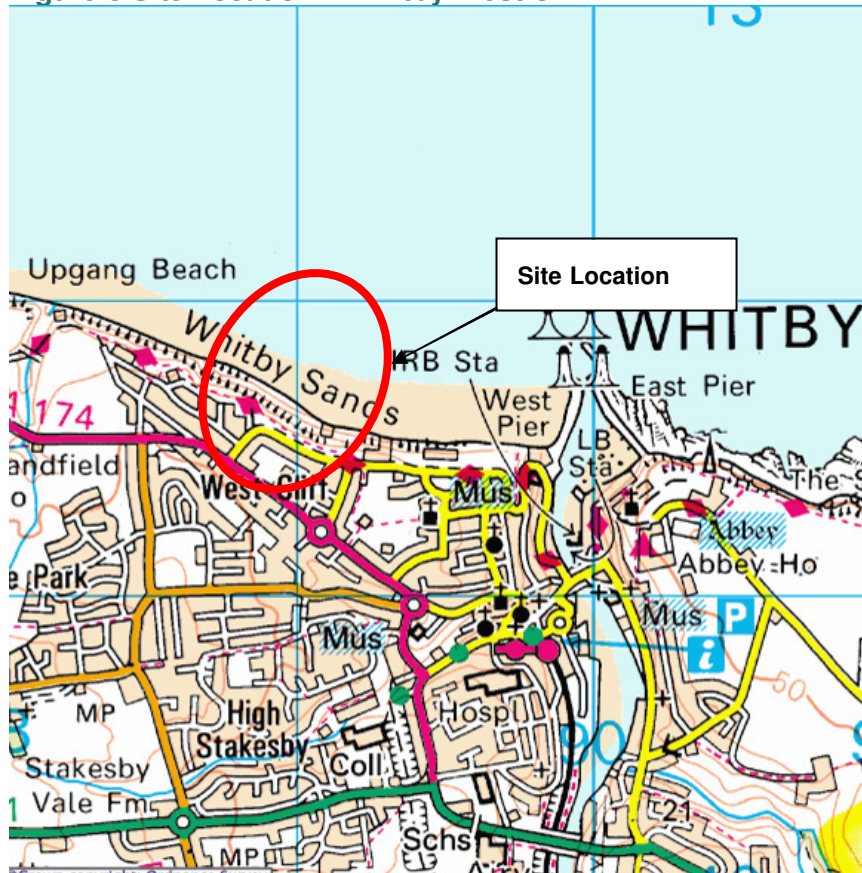 13
Upgang Beach
Site Location
Whitby Sands
WHITBY
IRB Sta
East Pier
West
Pier
A 174
LB
Sta
andfield
o
West Cliff
Mus
The S
Abbey
Abbey Ho
e Park
Mus
Mus
P
i
50
MP
High
Stakesby
Hospl
90
Stakesby
Coll
Vale Fm
21
Schs
MP